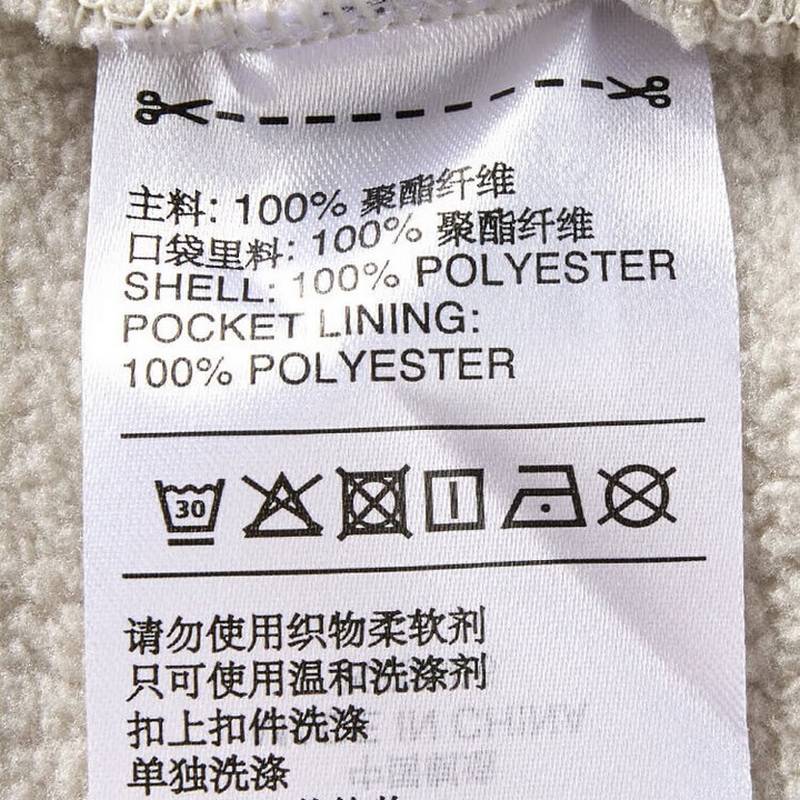 主料: 100% 聚酯纤维
口袋里料: 100% 聚酯纤维
SHELL: 100% POLYESTER
POCKET LINING:
100% POLYESTER
30
请勿使用织物柔软剂
只可使用温和洗涤剂
扣上扣件洗涤
单独洗涤